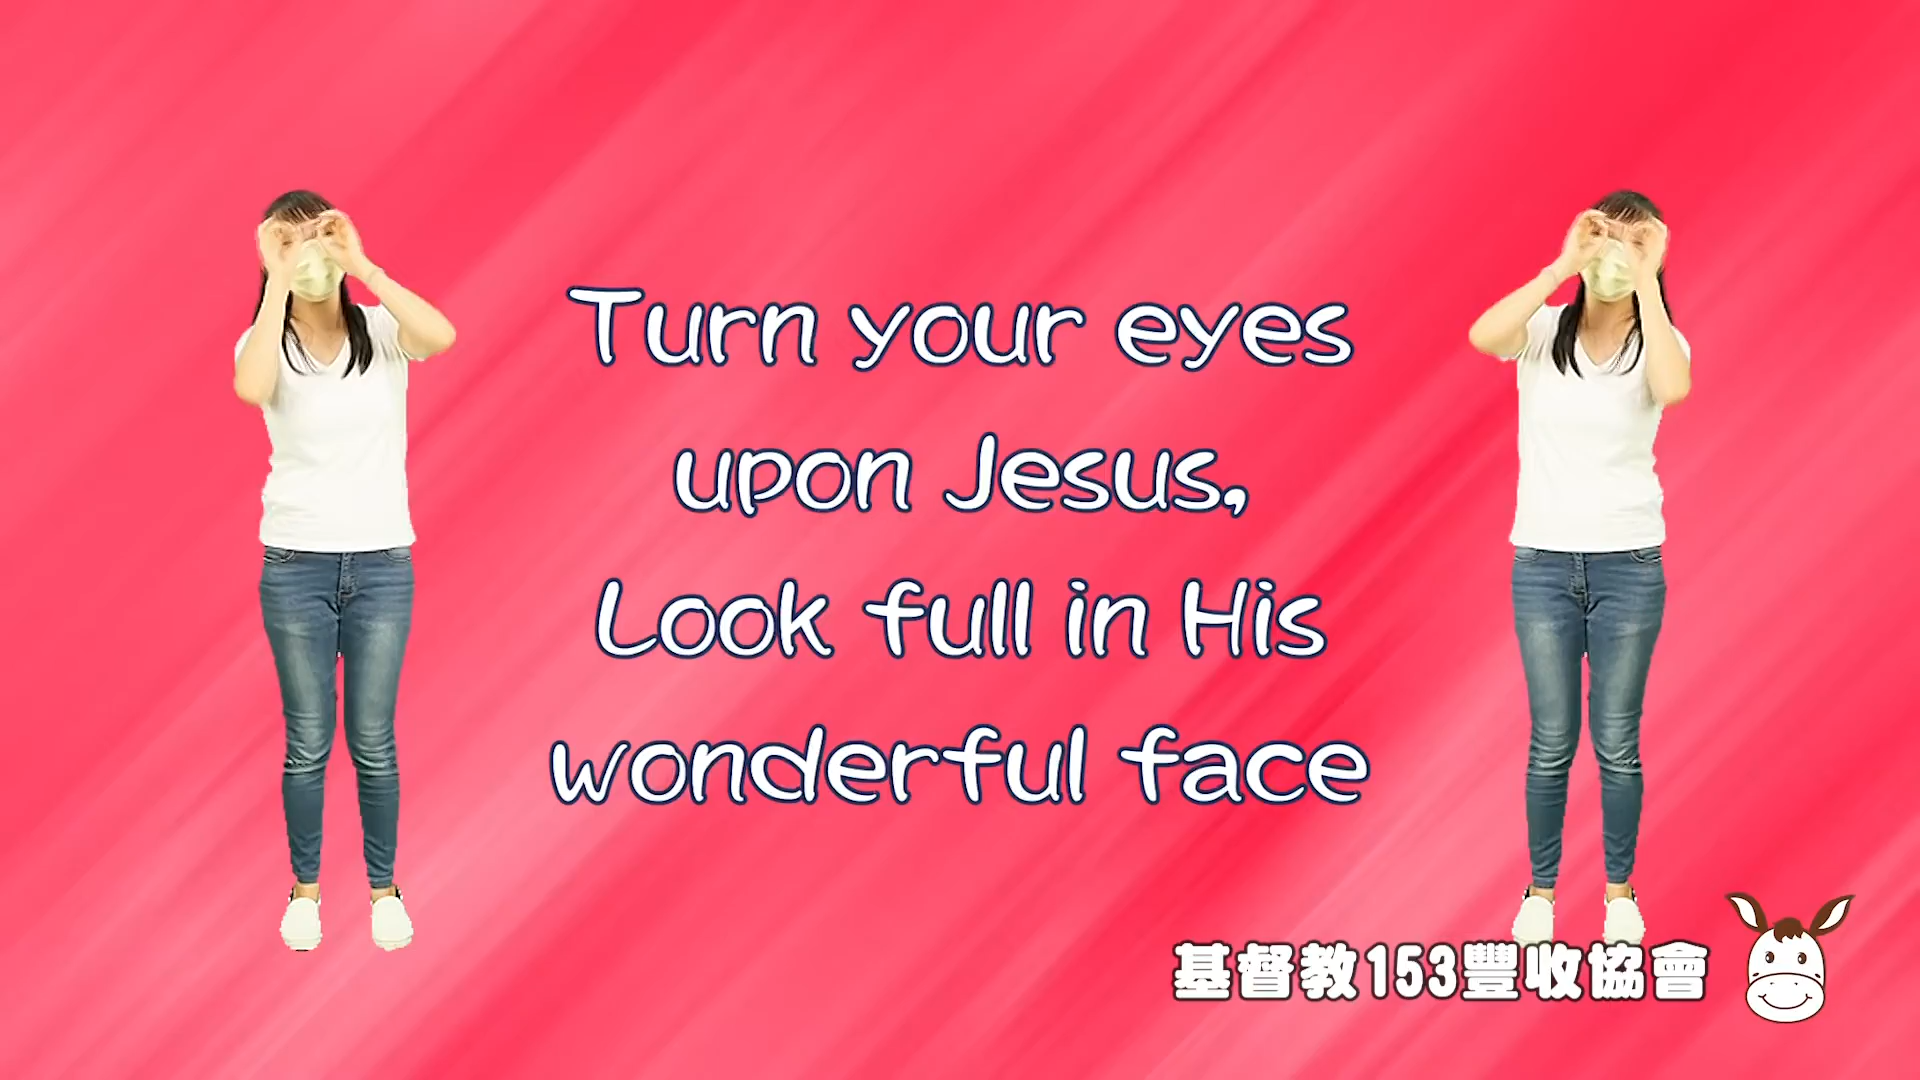 Turn your eyes
upon Jesus,
Look full in His
wonderful face
基督教153豐收協會